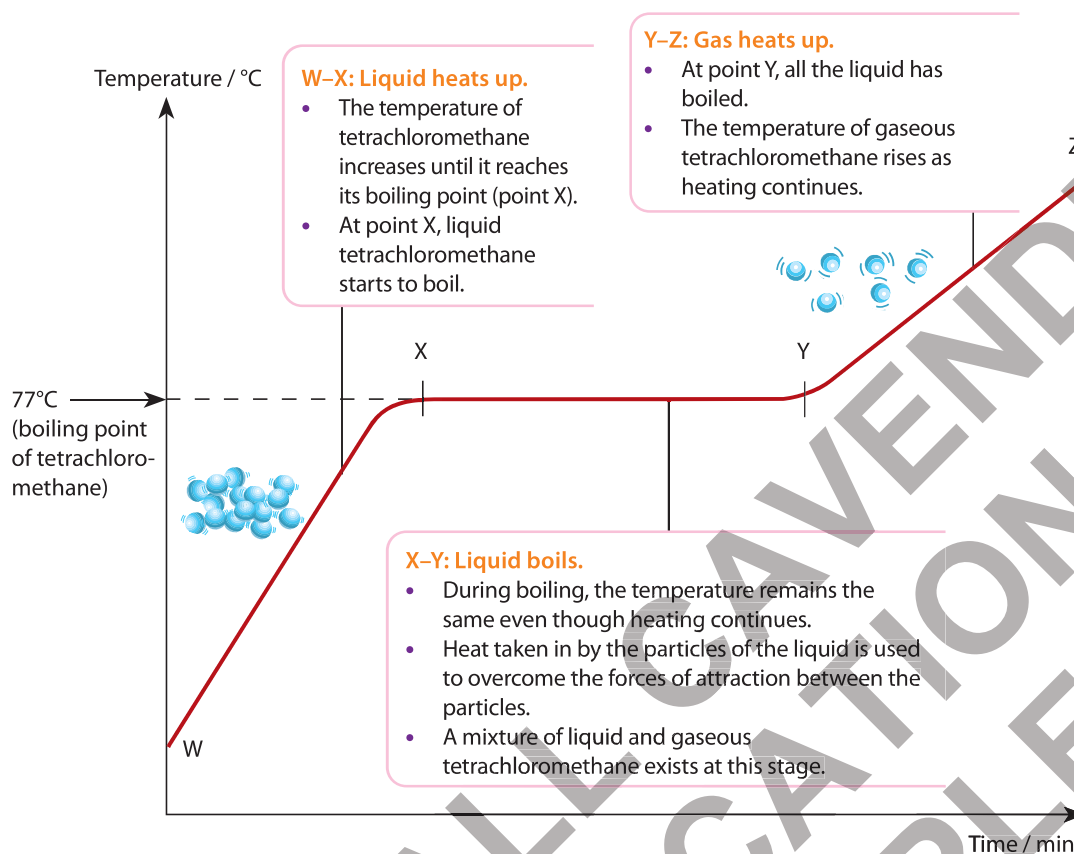 Temperature / °C
W–X: Liquid heats up.
• The temperature of
tetrachloromethane
increases until it reaches
its boiling point (point X).
• At point X, liquid
tetrachloromethane
starts to boil.
Y–Z: Gas heats up.
• At point Y, all the liquid has
boiled.
• The temperature of gaseous
tetrachloromethane rises as
heating continues.
Z
X
Y
77°C
(boiling point
of tetrachloro-
methane)
W
X–Y: Liquid boils.
• During boiling, the temperature remains the
same even though heating continues.
• Heat taken in by the particles of the liquid is used
to overcome the forces of attraction between the
particles.
• A mixture of liquid and gaseous
tetrachloromethane exists at this stage.
Time / min